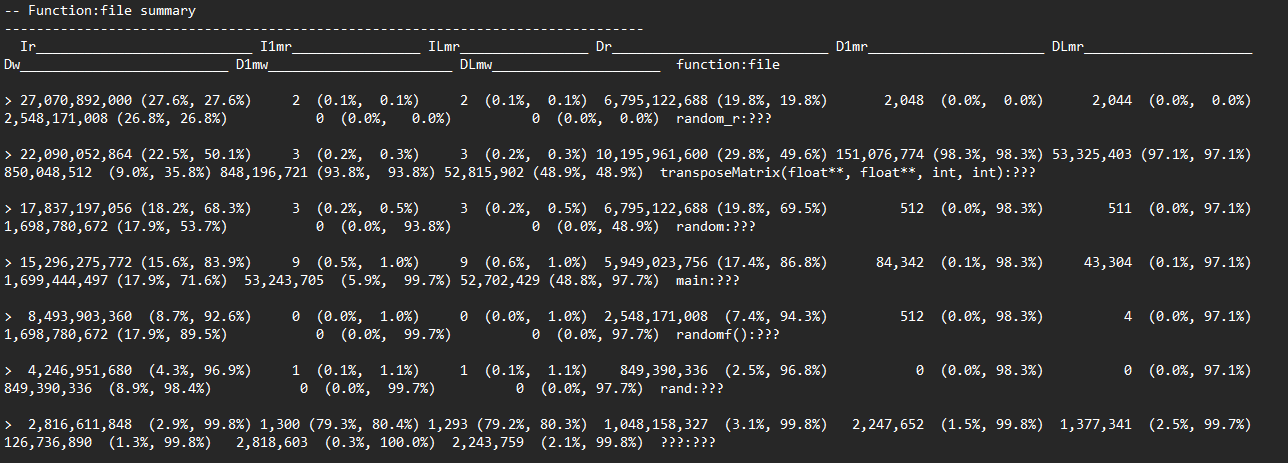 -- Function:file summary
--------------------------------------------------------------------------------
  Ir__________________________ I1mr__________________ ILmr__________________ Dr__________________________ D1mr_____________________ DLmr____________________
Dw_________________________ D1mw______________________ DLmw____________________  function:file
> 27,070,892,000 (27.6%, 27.6%)     2  (0.1%,  0.1%)     2  (0.1%,  0.1%)  6,795,122,688 (19.8%, 19.8%)       2,048  (0.0%,  0.0%)      2,044  (0.0%,  0.0%)
2,548,171,008 (26.8%, 26.8%)           0  (0.0%,   0.0%)          0  (0.0%,  0.0%)  random_r:???
> 22,090,052,864 (22.5%, 50.1%)     3  (0.2%,  0.3%)     3  (0.2%,  0.3%) 10,195,961,600 (29.8%, 49.6%) 151,076,774 (98.3%, 98.3%) 53,325,403 (97.1%, 97.1%)
850,048,512  (9.0%, 35.8%) 848,196,721 (93.8%,  93.8%) 52,815,902 (48.9%, 48.9%)  transposeMatrix(float**, float**, int, int):???
> 17,837,197,056 (18.2%, 68.3%)     3  (0.2%,  0.5%)     3  (0.2%,  0.5%)  6,795,122,688 (19.8%, 69.5%)         512  (0.0%, 98.3%)        511  (0.0%, 97.1%)
1,698,780,672 (17.9%, 53.7%)           0  (0.0%,  93.8%)          0  (0.0%, 48.9%)  random:???
> 15,296,275,772 (15.6%, 83.9%)     9  (0.5%,  1.0%)     9  (0.6%,  1.0%)  5,949,023,756 (17.4%, 86.8%)      84,342  (0.1%, 98.3%)     43,304  (0.1%, 97.1%)
1,699,444,497 (17.9%, 71.6%)  53,243,705  (5.9%,  99.7%) 52,702,429 (48.8%, 97.7%)  main:???
>  8,493,903,360  (8.7%, 92.6%)     0  (0.0%,  1.0%)     0  (0.0%,  1.0%)  2,548,171,008  (7.4%, 94.3%)         512  (0.0%, 98.3%)          4  (0.0%, 97.1%)
1,698,780,672 (17.9%, 89.5%)           0  (0.0%,  99.7%)          0  (0.0%, 97.7%)  randomf():???
>  4,246,951,680  (4.3%, 96.9%)     1  (0.1%,  1.1%)     1  (0.1%,  1.1%)    849,390,336  (2.5%, 96.8%)           0  (0.0%, 98.3%)          0  (0.0%, 97.1%)
849,390,336  (8.9%, 98.4%)           0  (0.0%,  99.7%)          0  (0.0%, 97.7%)  rand:???
>  2,816,611,848  (2.9%, 99.8%) 1,300 (79.3%, 80.4%) 1,293 (79.2%, 80.3%)  1,048,158,327  (3.1%, 99.8%)   2,247,652  (1.5%, 99.8%)  1,377,341  (2.5%, 99.7%)
126,736,890  (1.3%, 99.8%)   2,818,603  (0.3%, 100.0%)  2,243,759  (2.1%, 99.8%)  ???:???